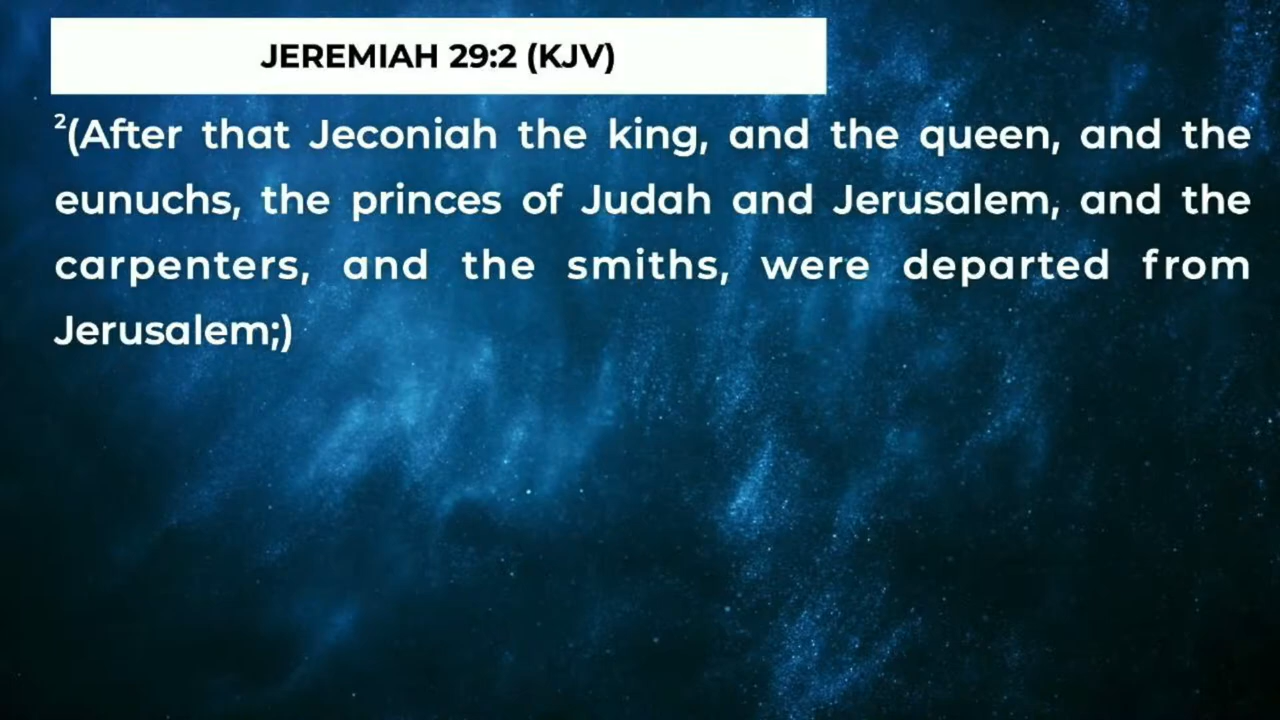 JEREMIAH 29:2 (KJV)
²(After that Jeconiah the king, and the queen, and the
eunuchs, the princes of Judah and Jerusalem, and the
carpenters, and the smiths, were departed from
Jerusalem;)